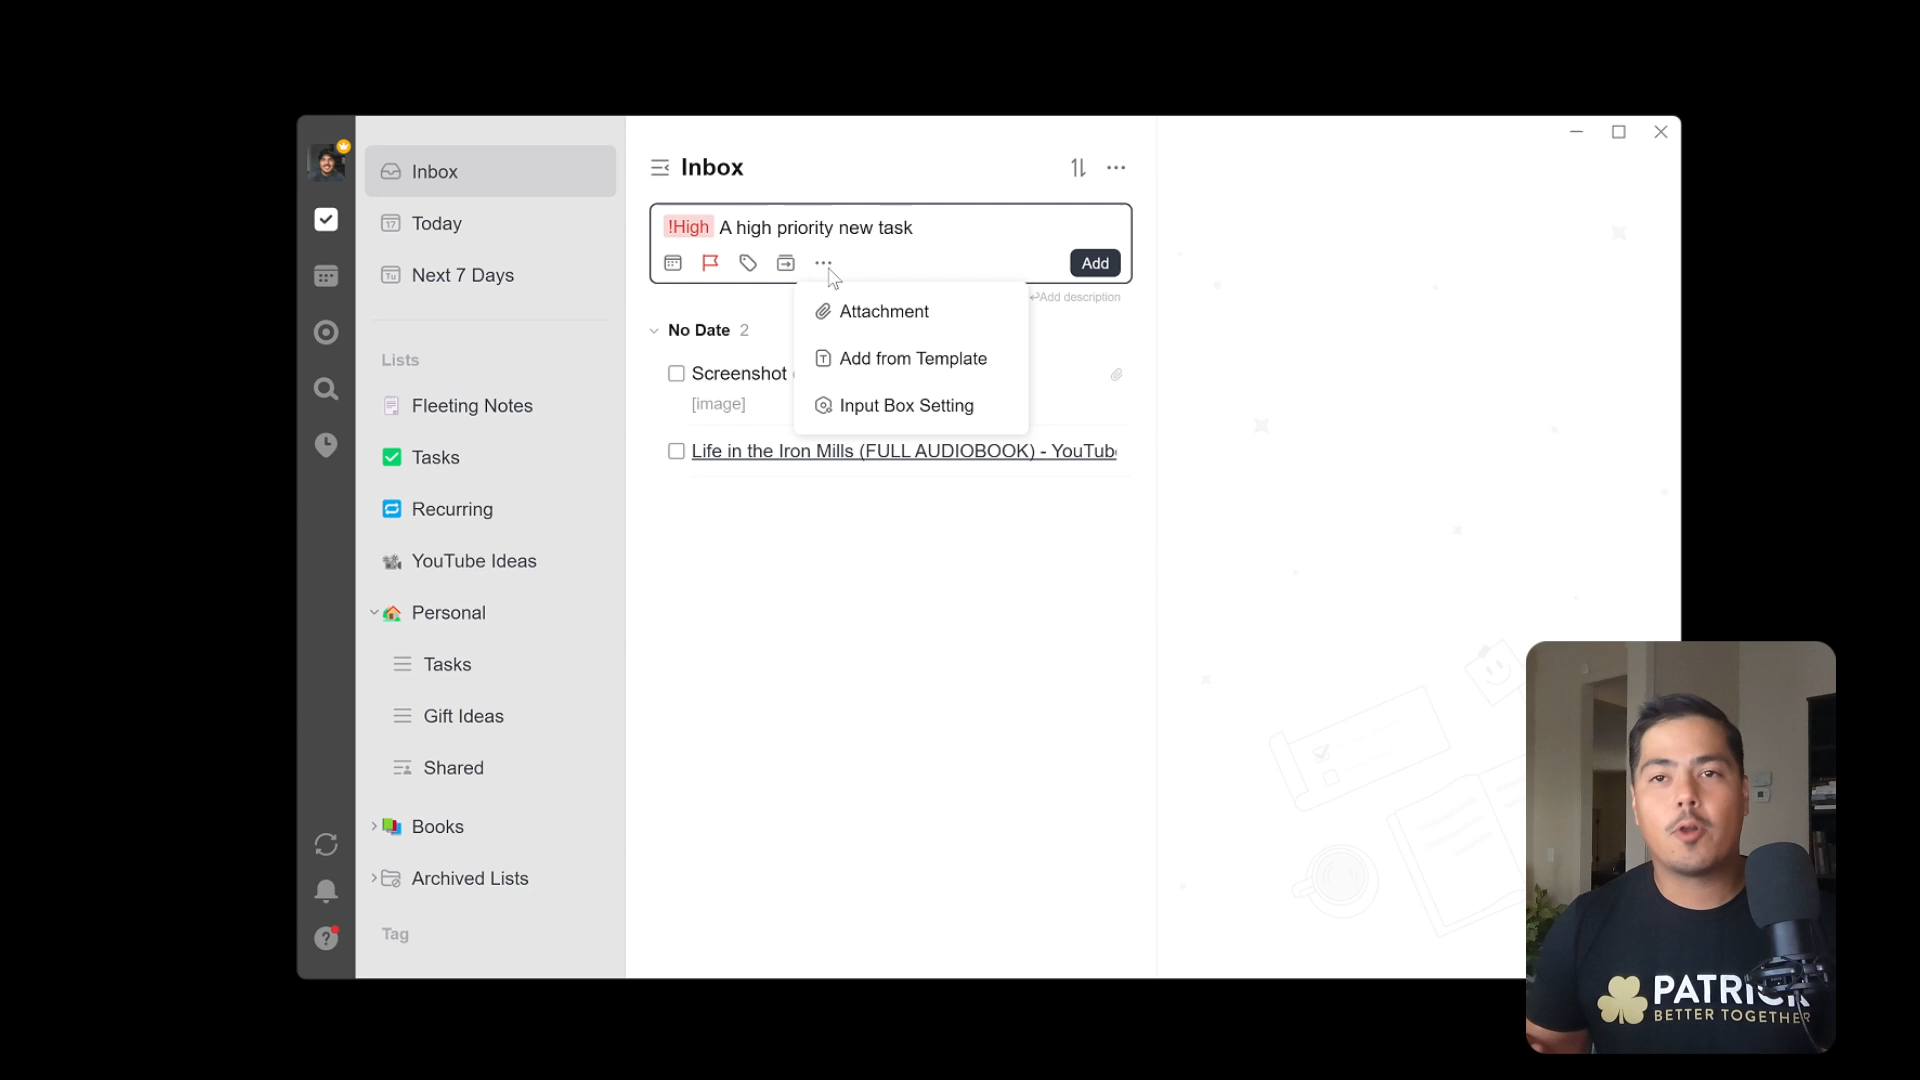 Inbox
17
Today
Tu
Next 7 Days
Lists
Fleeting Notes
Tasks
Recurring
YouTube Ideas
Personal
Tasks
Gift Ideas
Shared
Books
Archived Lists
Tag
Inbox
!High A high priority new task
Add
Add description
Attachment
Add from Template
Input Box Setting
No Date 2
Screenshot
[image]
Life in the Iron Mills (FULL AUDIOBOOK) - YouTub
PATRICK
BETTER TOGETHER